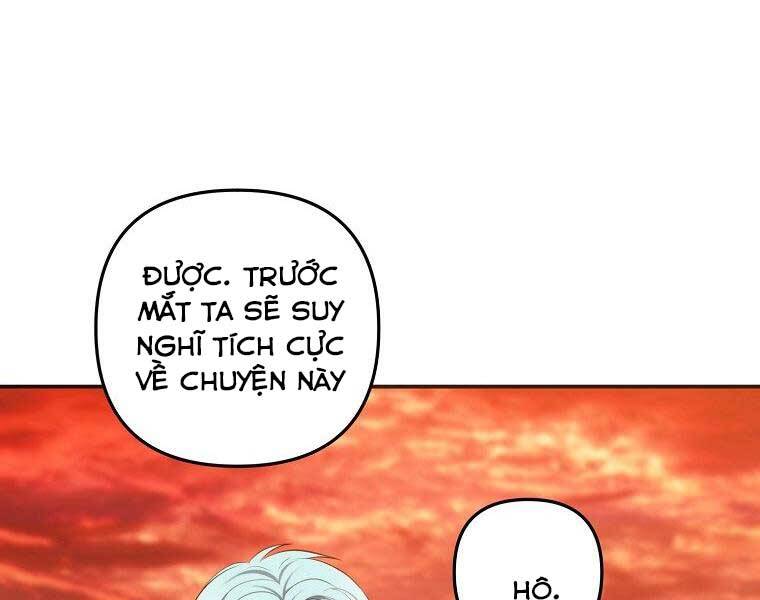 ĐƯỢC. TRƯỚC
MẮT TA SẼ SUY
NGHĨ TÍCH CỰC
VỀ CHUYỆN NÀY
HÔ.